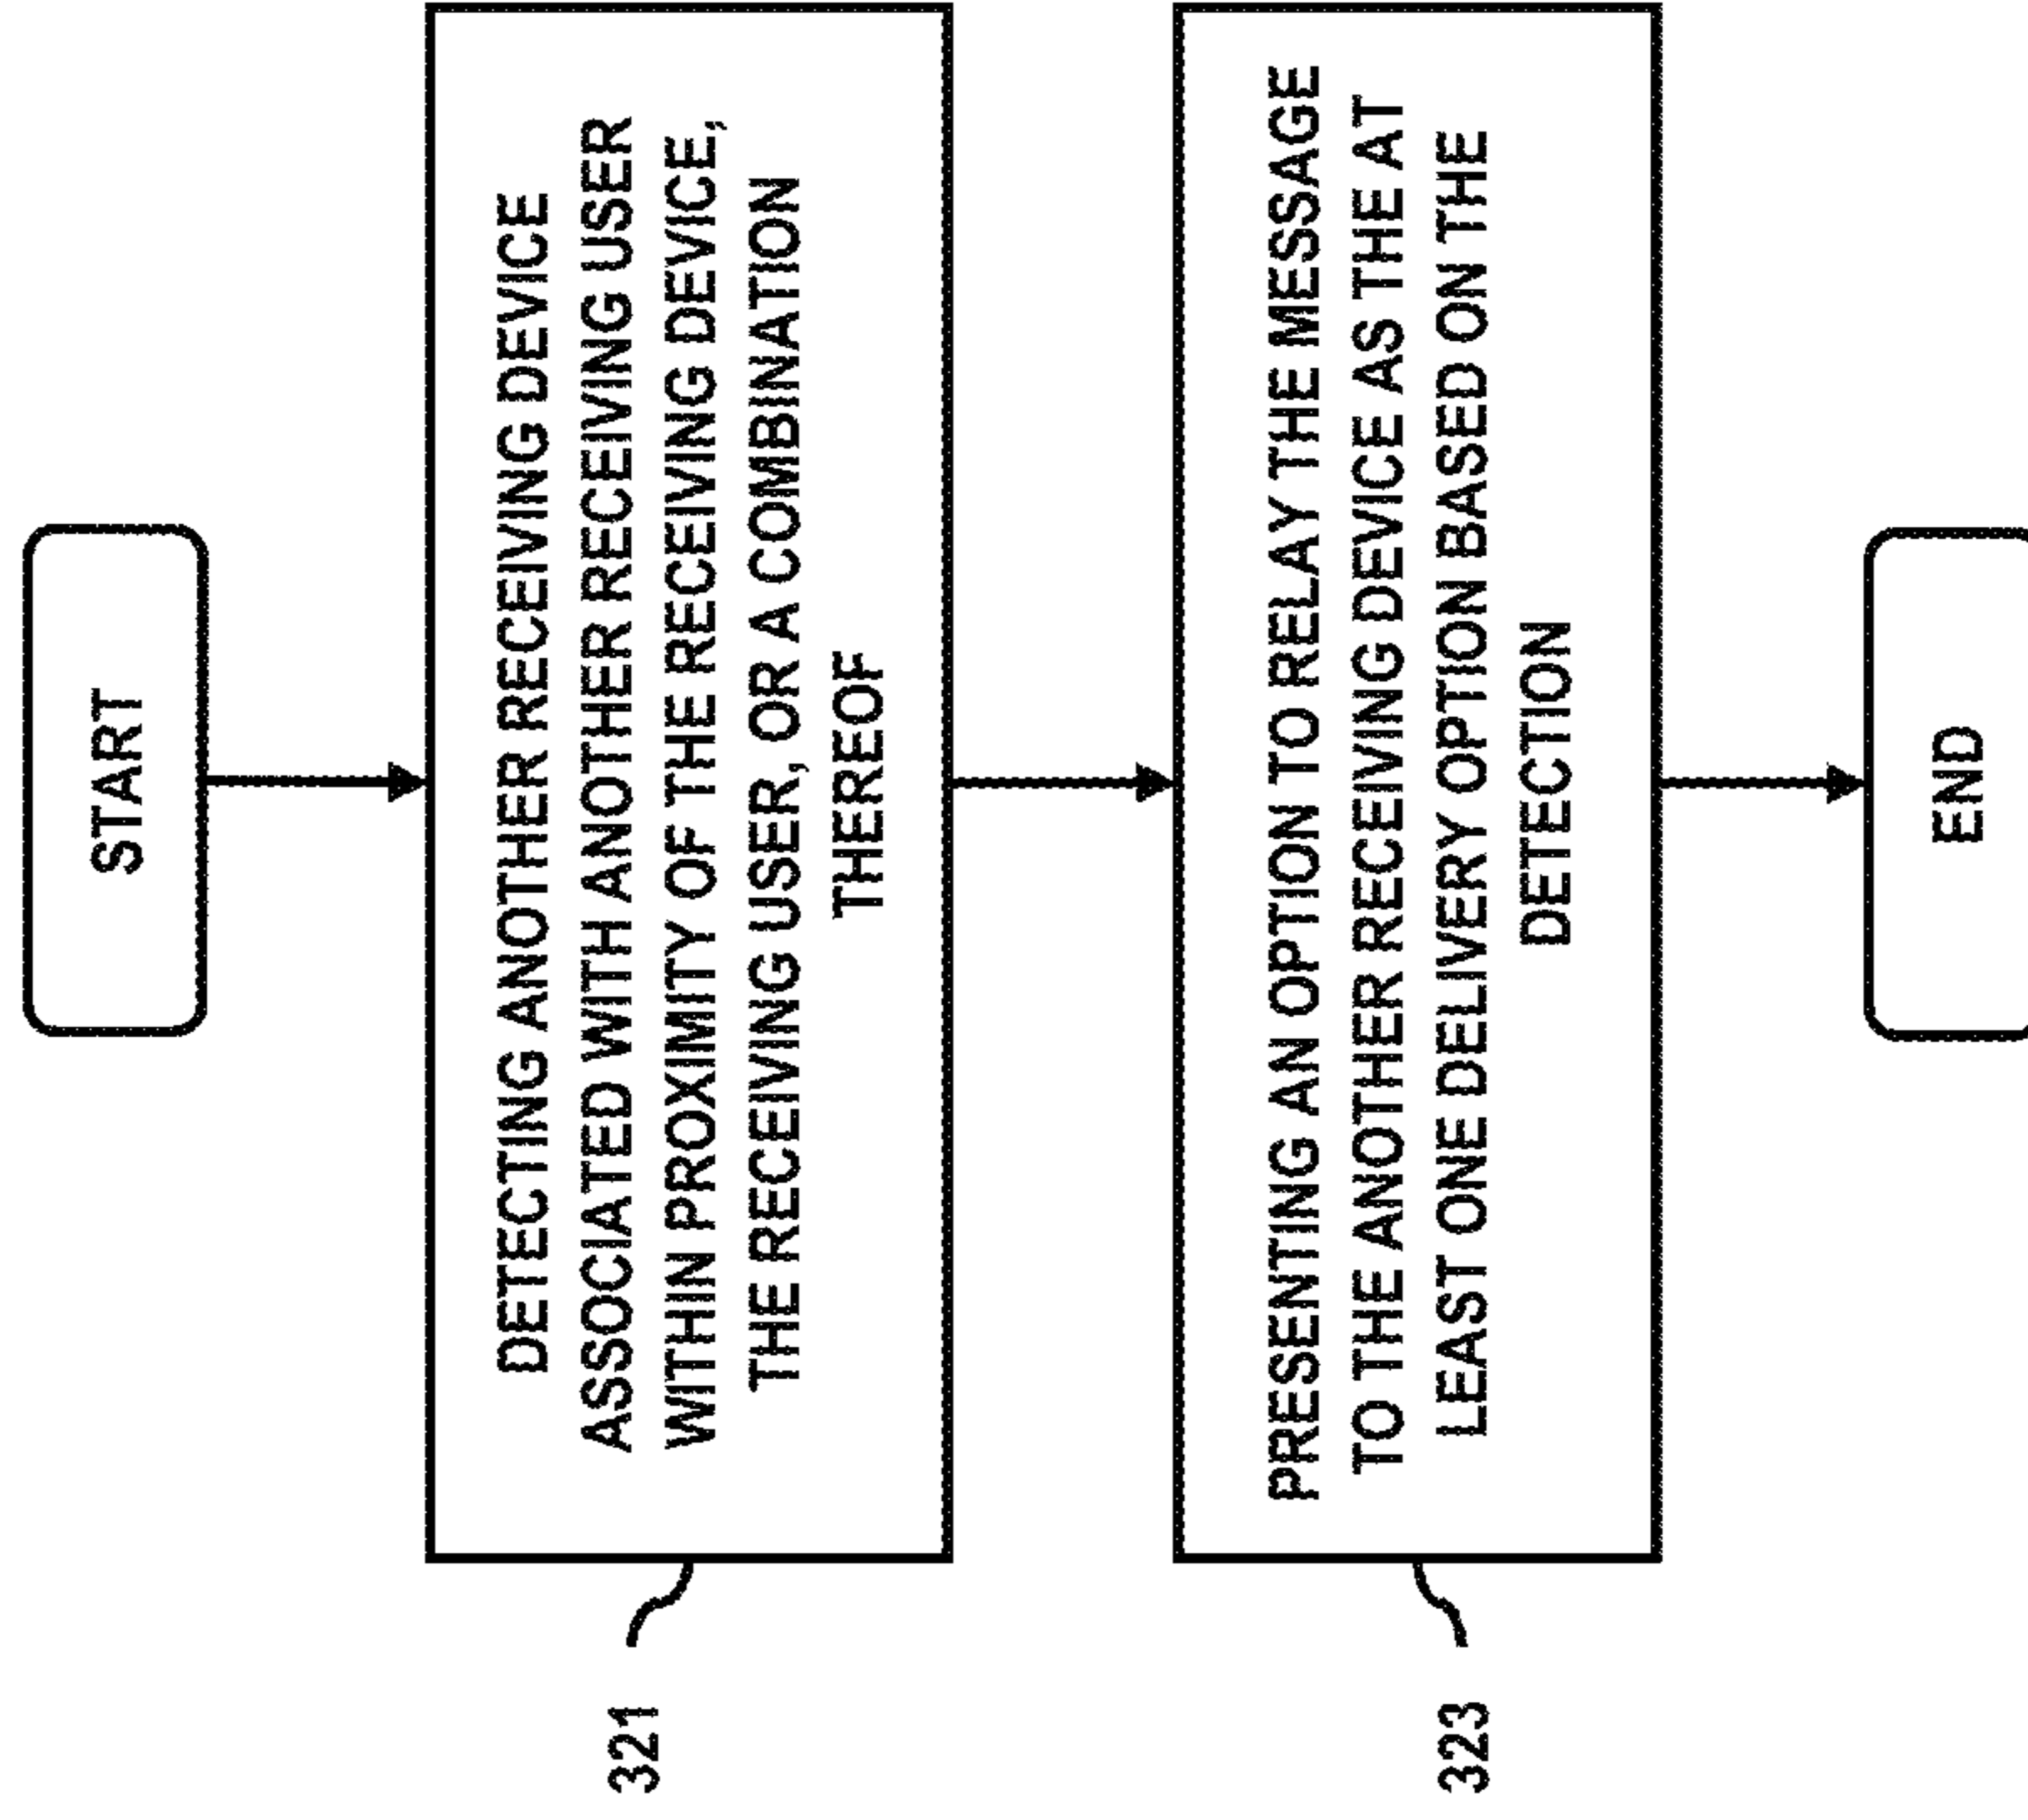 START
DETECTING ANOTHER RECEIVING DEVICE
ASSOCIATED WITH ANOTHER RECEIVING USER
WITHIN PROXIMITY OF THE RECEIVING DEVICE,
THE RECEIVING USER, OR A COMBINATION
THEREOF
321
PRESENTING AN OPTION TO RELAY THE MESSAGE
TO THE ANOTHER RECEIVING DEVICE AS THE AT
LEAST ONE DELIVERY OPTION BASED ON THE
DETECTION
323
END